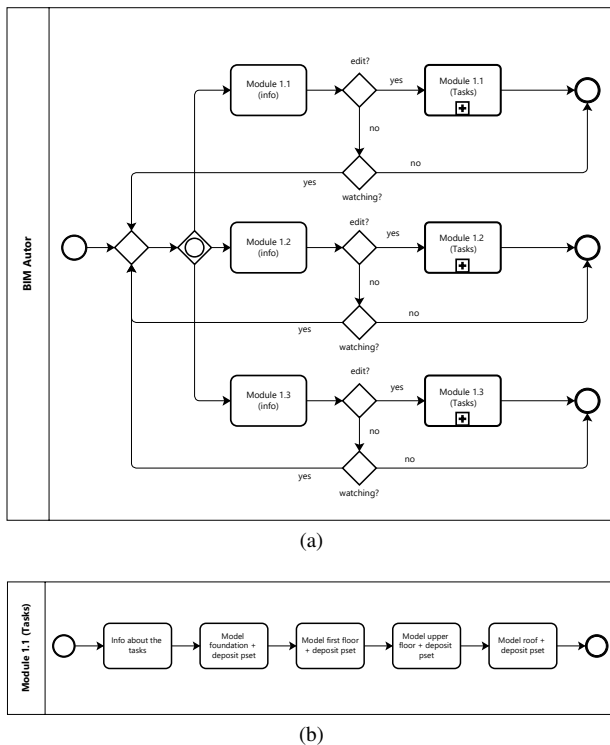 BIM Autor
edit?
Module 1.1
(info)
yes
Module 1.1
(Tasks)
no
yes
no
watching?
edit?
Module 1.2
(info)
yes
Module 1.2
(Tasks)
no
yes
no
watching?
edit?
Module 1.3
(info)
yes
Module 1.3
(Tasks)
no
yes
no
watching?
(a)
Module 1.1 (Tasks)
Info about the
tasks
Model
foundation +
deposit pset
Model first floor
+ deposit pset
Model upper
floor + deposit
pset
Model roof +
deposit pset
(b)